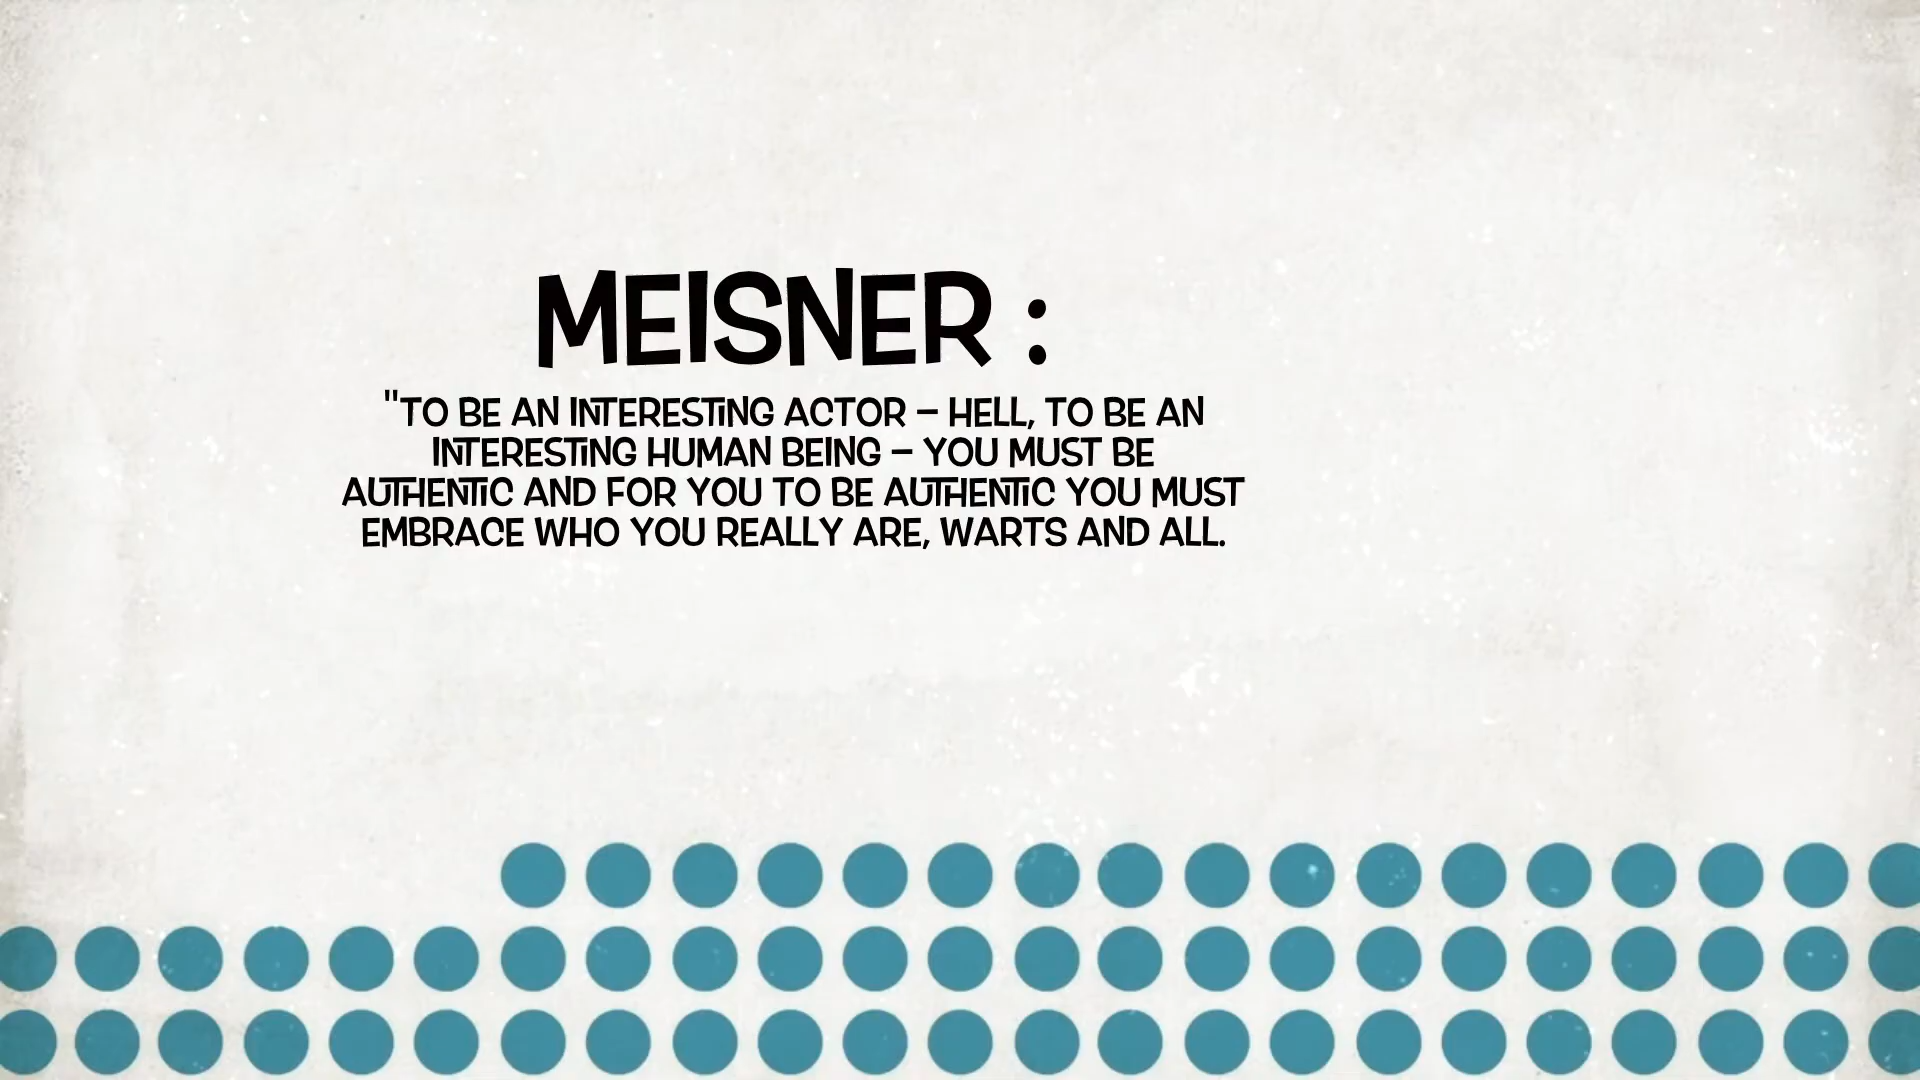 MEISNER :
"TO BE AN INTERESTING ACTOR – HELL, TO BE AN
INTERESTING HUMAN BEING – YOU MUST BE
AUTHENTIC AND FOR YOU TO BE AUTHENTIC YOU MUST
EMBRACE WHO YOU REALLY ARE, WARTS AND ALL.